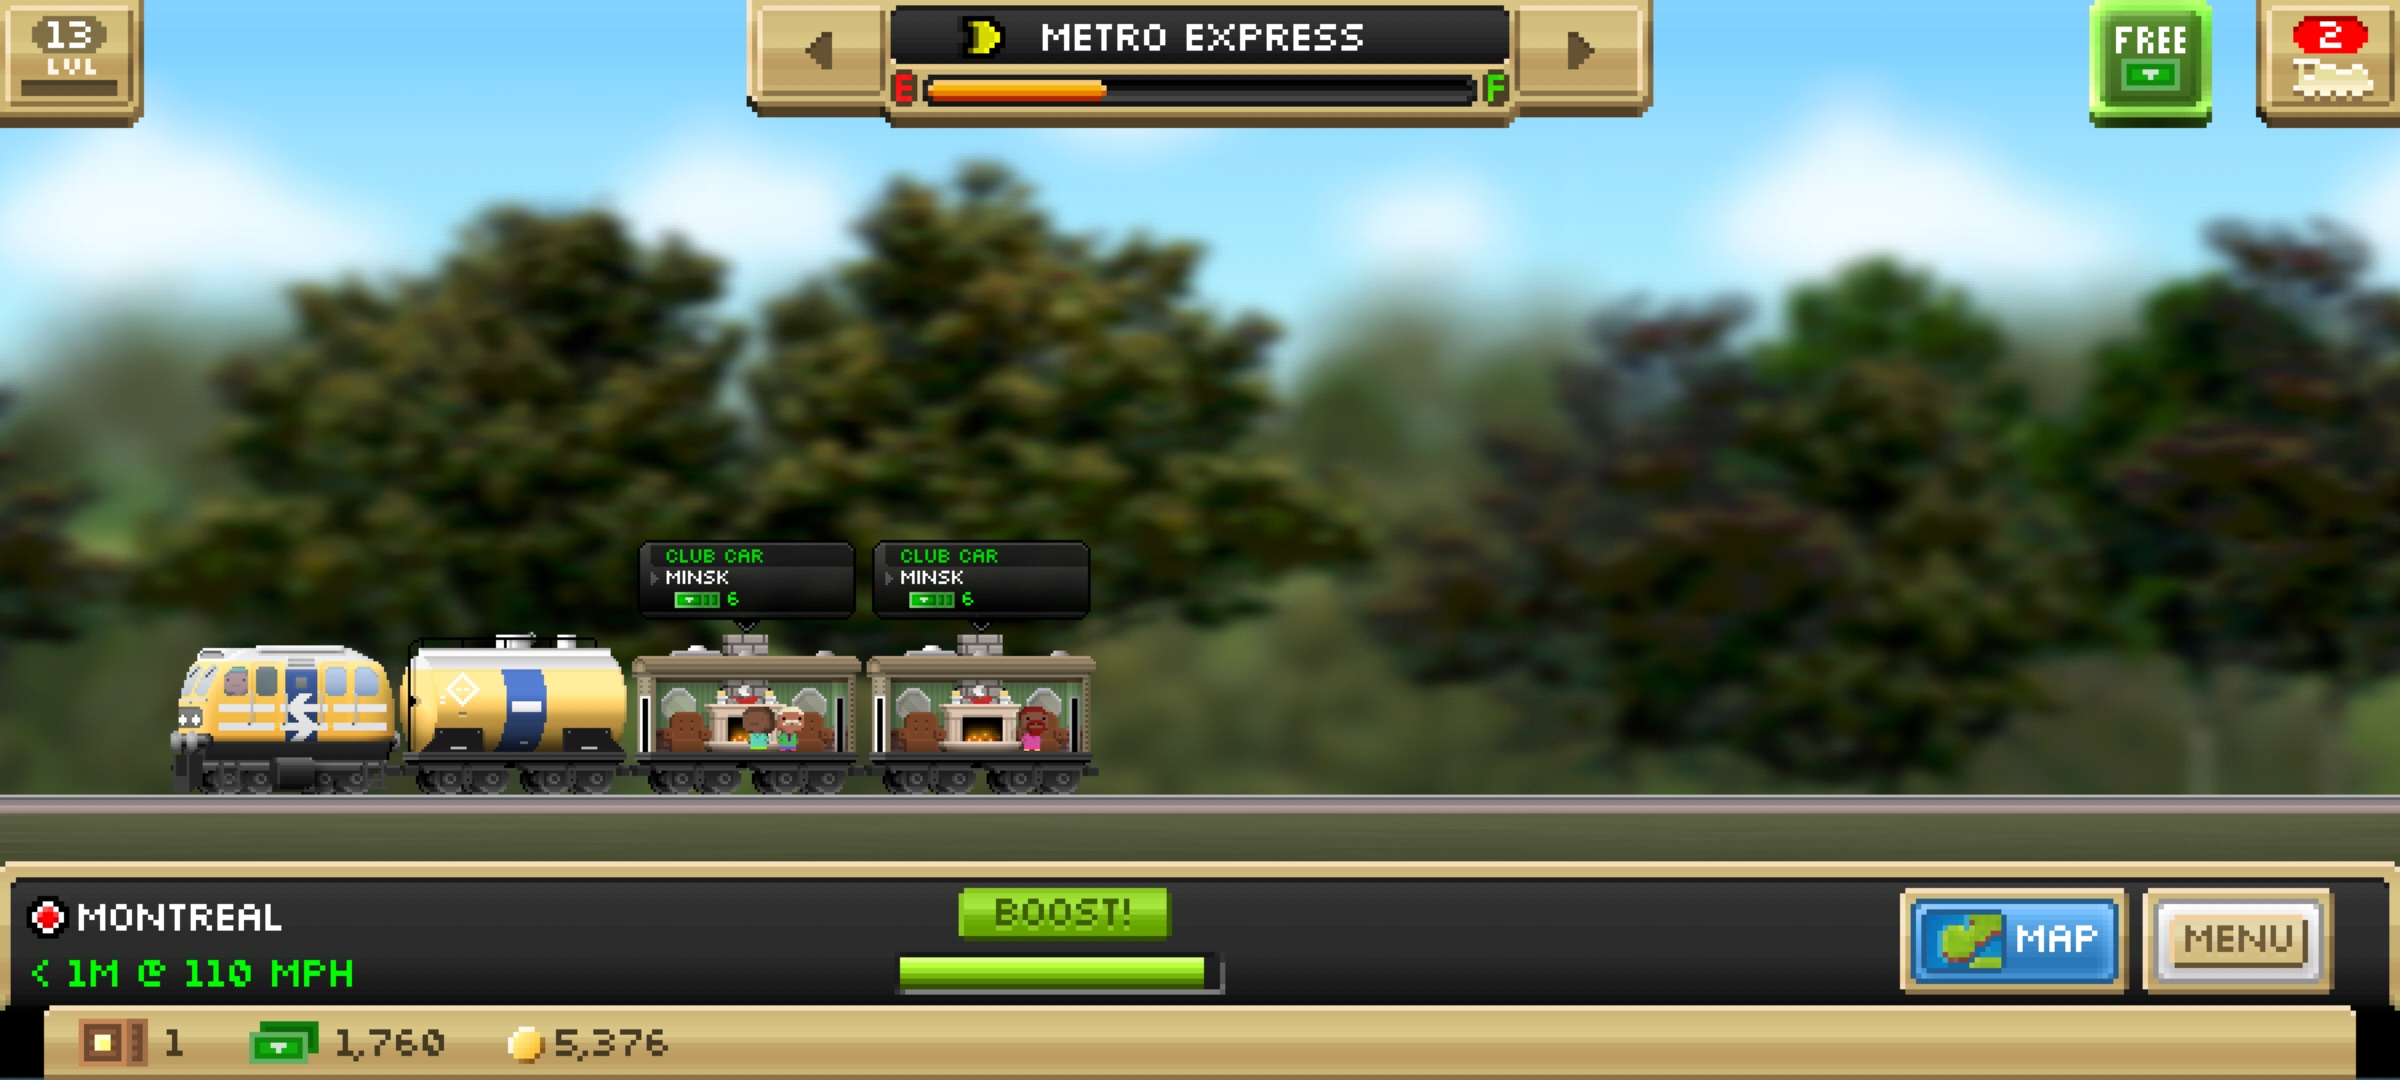 13
LVL
METRO EXPRESS
E
F
FREE
2
CLUB CAR
MINSK
6
CLUB CAR
MINSK
6
MONTREAL
< 1M @ 110 MPH
BOOST!
MAP
MENU
1
1,760
5,376